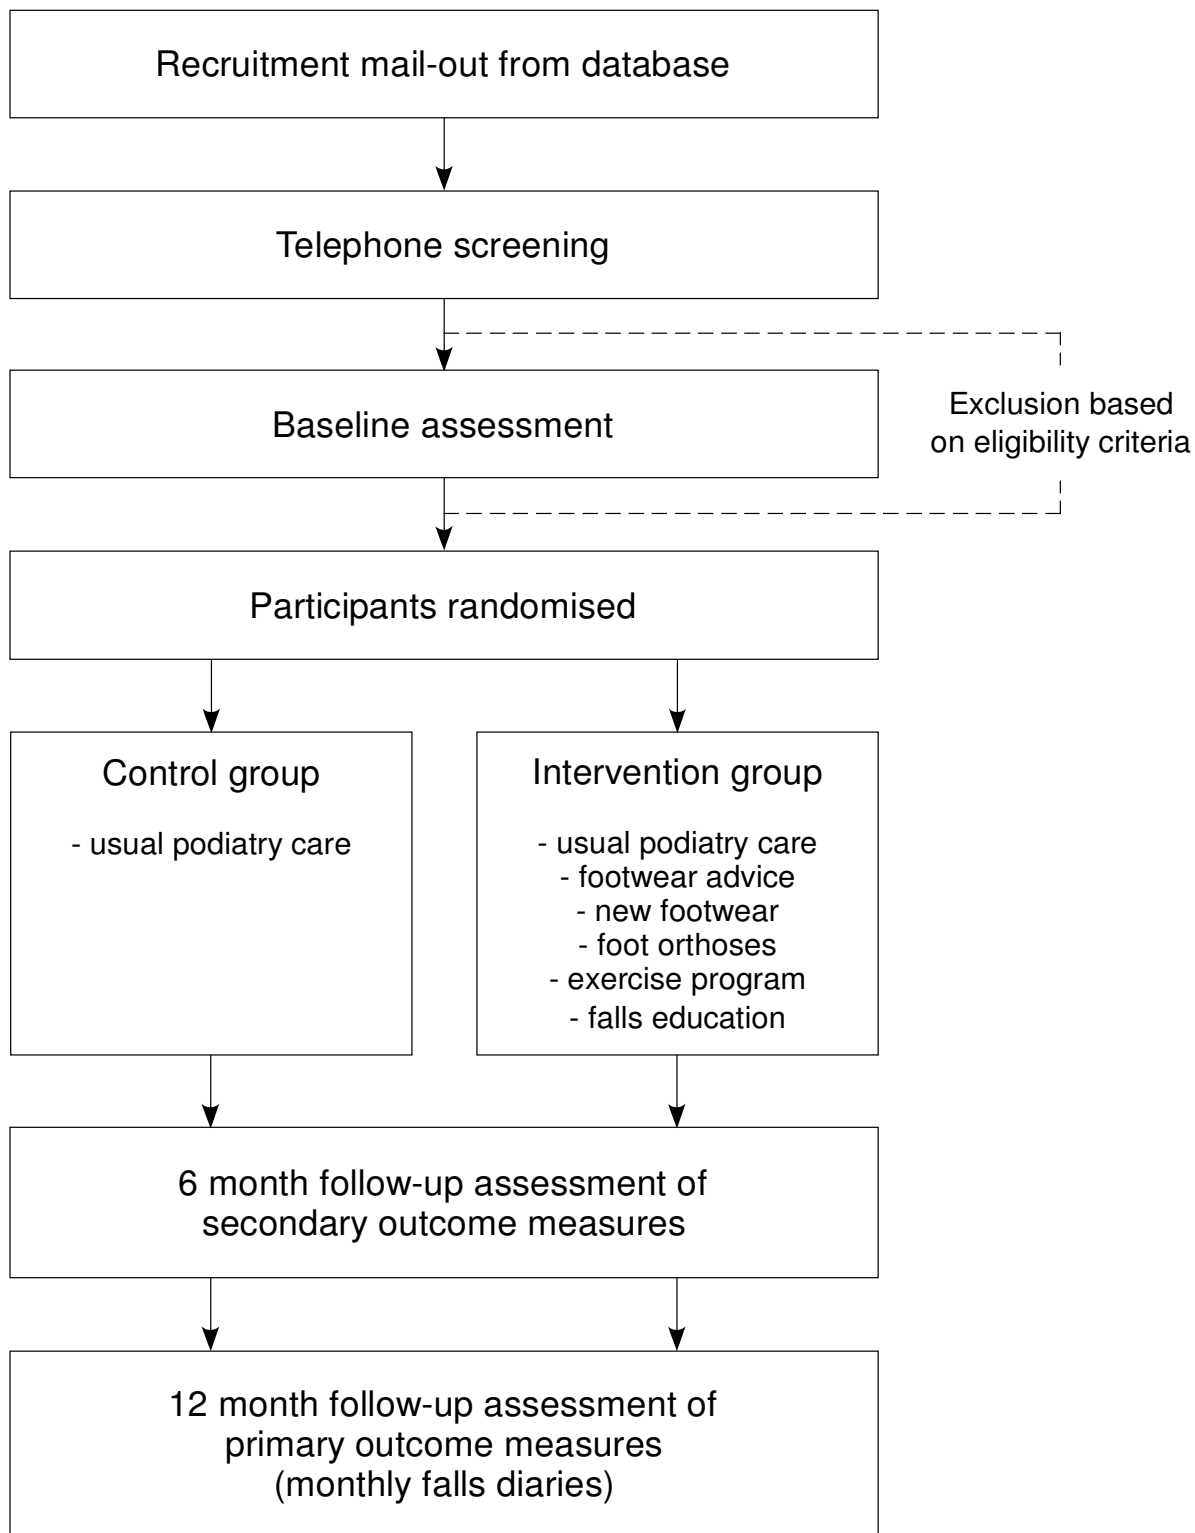 Recruitment mail-out from database
Telephone screening
Baseline assessment
Exclusion based
on eligibility criteria
Participants randomised
Control group
- usual podiatry care
Intervention group
- usual podiatry care
- footwear advice
- new footwear
- foot orthoses
- exercise program
- falls education
6 month follow-up assessment of
secondary outcome measures
12 month follow-up assessment of
primary outcome measures
(monthly falls diaries)